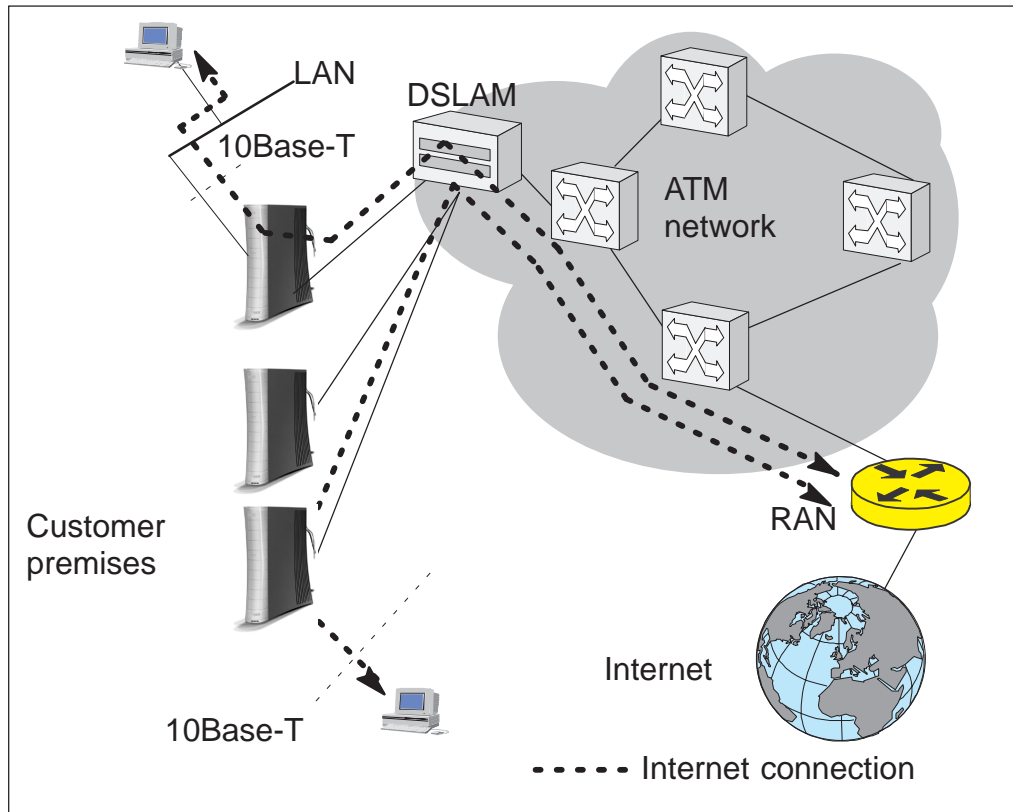 LAN
DSLAM
10Base-T
ATM
network
RAN
Customer
premises
Internet
10Base-T
Internet connection